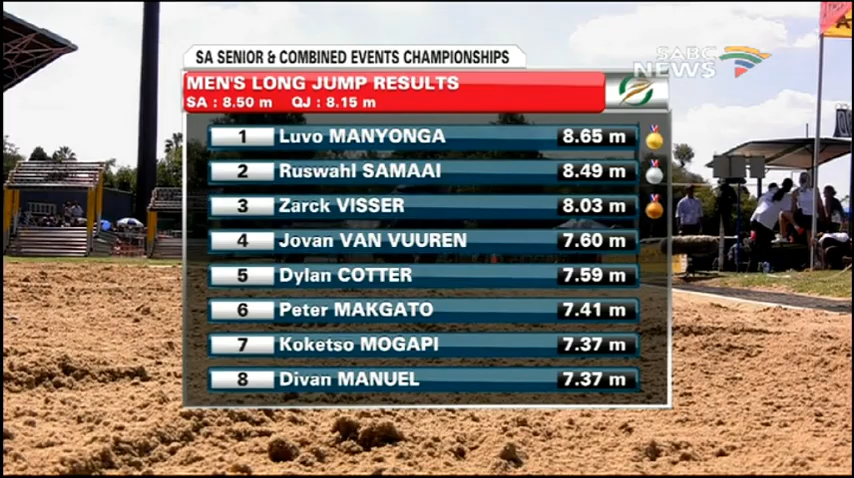 SA SENIOR & COMBINED EVENTS CHAMPIONSHIPS
SABC
NEWS
MEN'S LONG JUMP RESULTS
SA : 8.50 m QJ : 8.15 m
1 Luvo MANYONGA 8.65 m
2 Ruswahl SAMAAI 8.49 m
3 Zarck VISSER 8.03 m
4 Jovan VAN VUUREN 7.60 m
5 Dylan COTTER 7.59 m
6 Peter MAKGATO 7.41 m
7 Koketso MOGAPI 7.37 m
8 Divan MANUEL 7.37 m